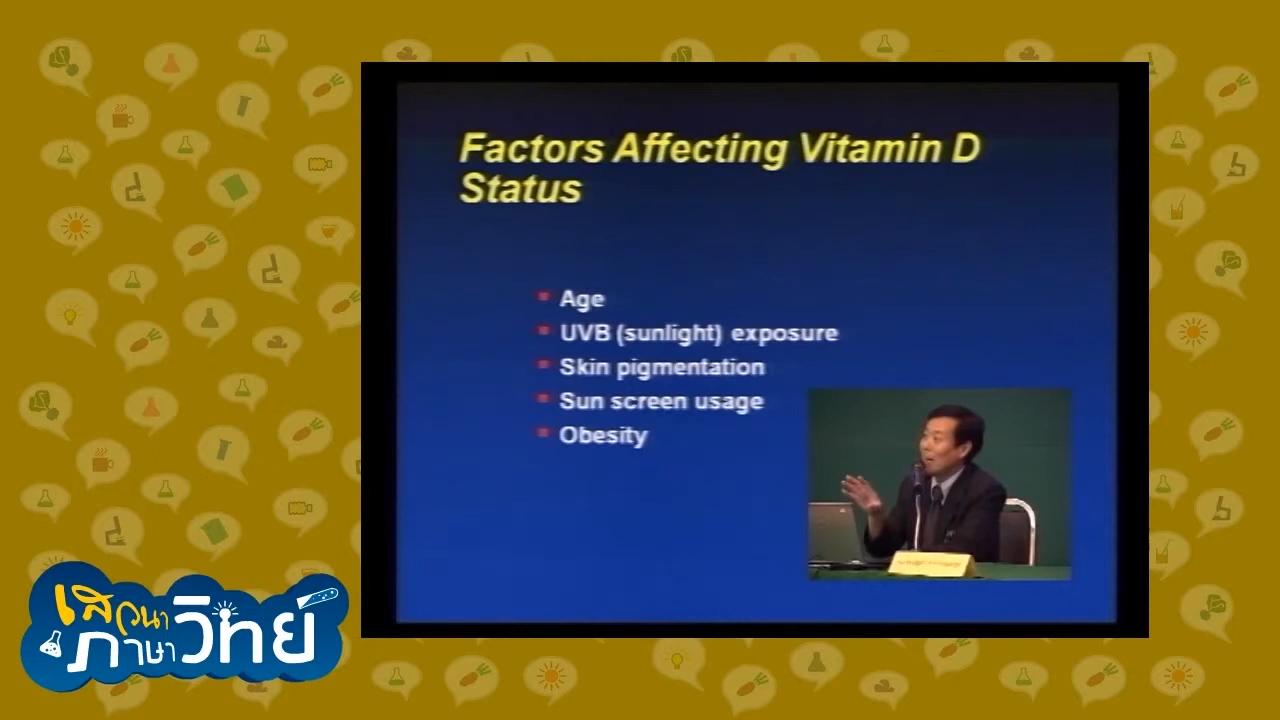 Factors Affecting Vitamin D
Status
Age
UVB (sunlight) exposure
Skin pigmentation
Sun screen usage
Obesity
เสวนา
ภาษาวิทย์